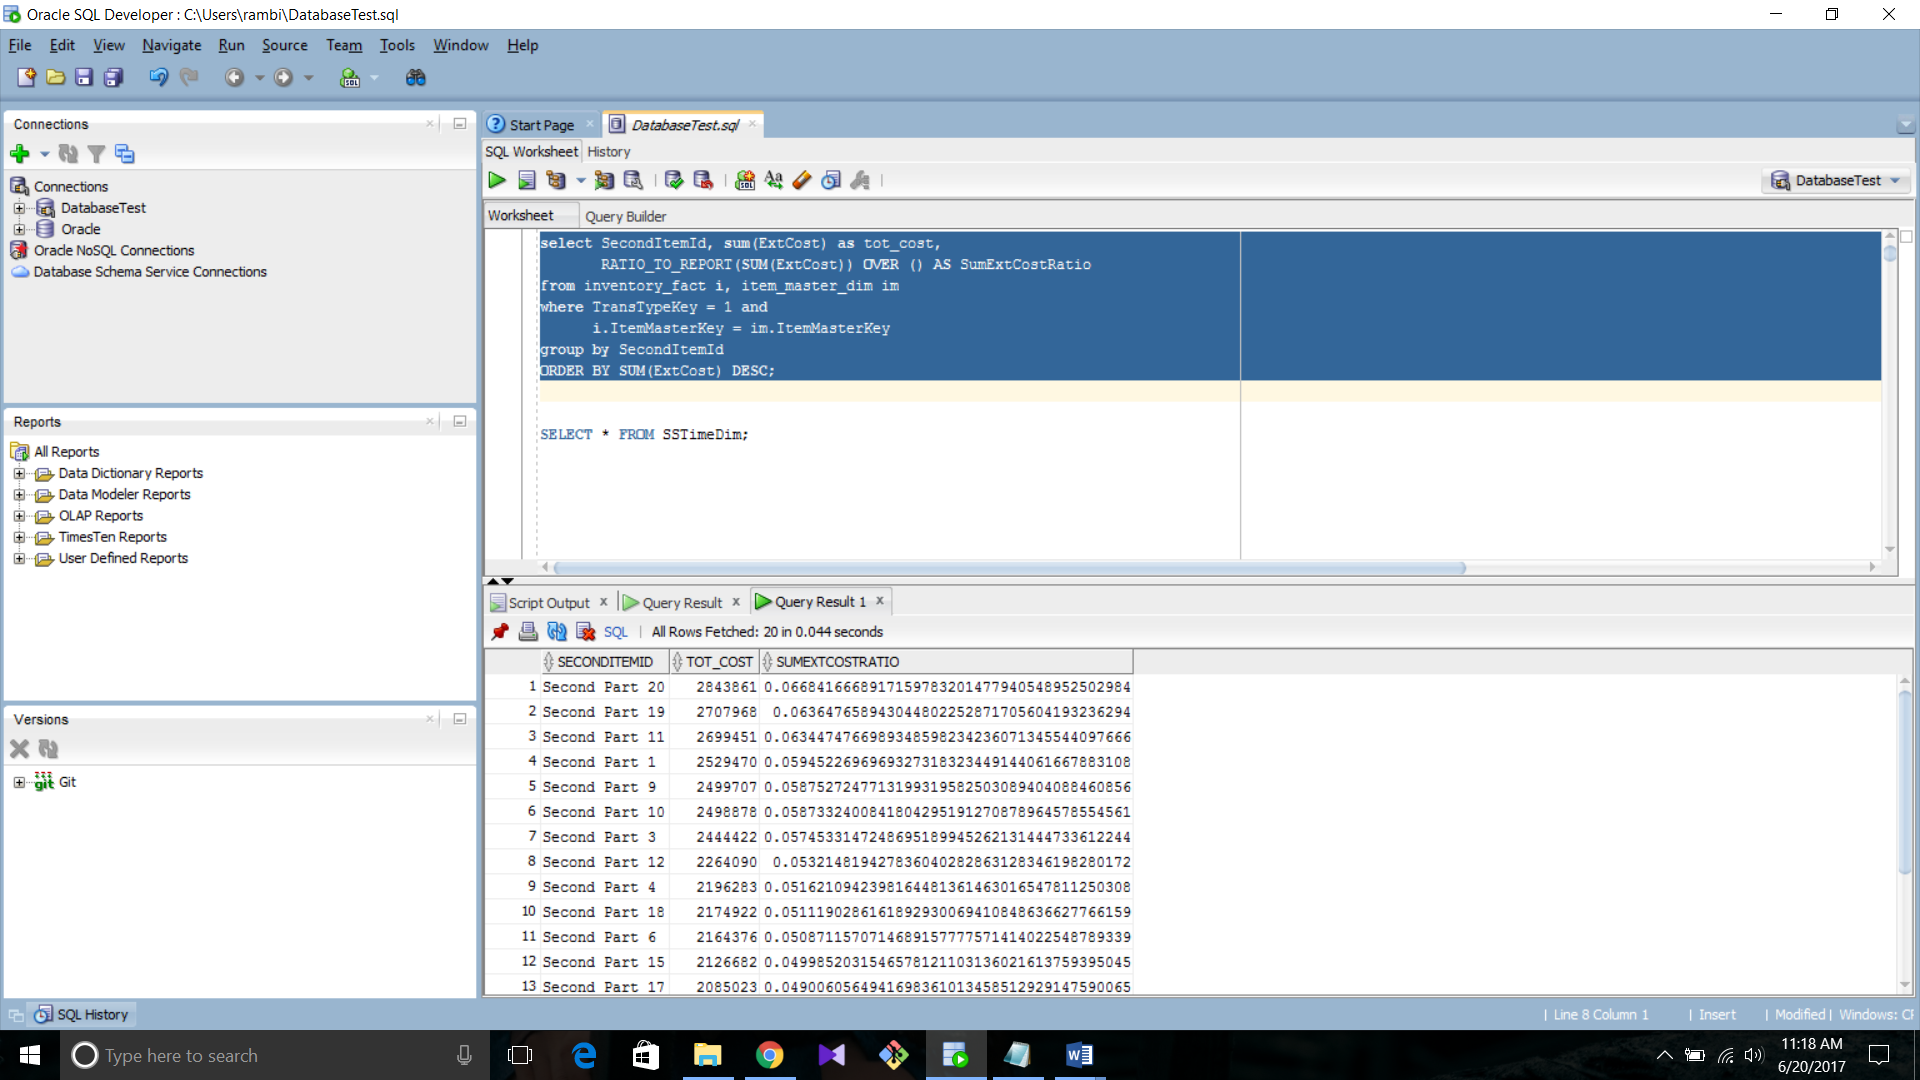 Oracle SQL Developer : C:\Users\rambi\DatabaseTest.sql
File Edit View Navigate Run Source Team Tools Window Help
Connections
Connections
DatabaseTest
Oracle
Oracle NoSQL Connections
Database Schema Service Connections
Reports
All Reports
Data Dictionary Reports
Data Modeler Reports
OLAP Reports
TimesTen Reports
User Defined Reports
Versions
git Git
Start Page DatabaseTest.sql
SQL Worksheet History
DatabaseTest
Worksheet Query Builder
select SecondItemId, sum(ExtCost) as tot_cost,
RATIO_TO_REPORT(SUM(ExtCost)) OVER () AS SumExtCostRatio
from inventory_fact i, item_master_dim im
where TransTypeKey = 1 and
i.ItemMasterKey = im.ItemMasterKey
group by SecondItemId
ORDER BY SUM(ExtCost) DESC;
SELECT * FROM SSTimeDim;
Script Output Query Result Query Result 1
SQL All Rows Fetched: 20 in 0.044 seconds
SECONDITEMID TOT_COST SUMEXTCOSTRATIO
1 Second Part 20 2843861 0.0668416668917159783201477940548952502984
2 Second Part 19 2707968 0.063647658943044802252871705604193236294
3 Second Part 11 2699451 0.0634474766989348598234236071345544097666
4 Second Part 1 2529470 0.0594522696969327318323449144061667883108
5 Second Part 9 2499707 0.0587527247713199319582503089404088460856
6 Second Part 10 2498878 0.0587332400841804295191270878964578554561
7 Second Part 3 2444422 0.0574533147248695189945262131444733612244
8 Second Part 12 2264090 0.053214819427836040282863128346198280172
9 Second Part 4 2196283 0.0516210942398164481361463016547811250308
10 Second Part 18 2174922 0.0511190286161892930069410848636627766159
11 Second Part 6 2164376 0.0508711570714689157777571414022548789339
12 Second Part 15 2126682 0.0499852031546578121103136021613759395045
13 Second Part 17 2085023 0.0490060564941698361013458512929147590065
SQL History
Line 8 Column 1 Insert Modified Windows: CF
Type here to search
11:18 AM
6/20/2017